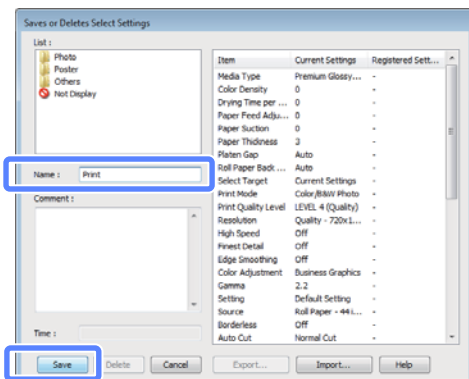 Saves or Deletes Select Settings
List :
Photo
Poster
Others
Not Display
Name : Print
Comment :
Time :
Item Current Settings Registered Sett...
Media Type Premium Glossy... -
Color Density 0 -
Drying Time per ... 0 -
Paper Feed Adju... 0 -
Paper Suction 0 -
Paper Thickness 3 -
Platen Gap Auto -
Roll Paper Back ... Auto -
Select Target Current Settings -
Print Mode Color/B&W Photo -
Print Quality Level LEVEL 4 (Quality) -
Resolution Quality - 720x1... -
High Speed Off -
Finest Detail Off -
Edge Smoothing Off -
Color Adjustment Business Graphics -
Gamma 2.2 -
Setting Default Setting -
Source Roll Paper - 44 i... -
Borderless Off -
Auto Cut Normal Cut -
Save Delete Cancel Export... Import... Help